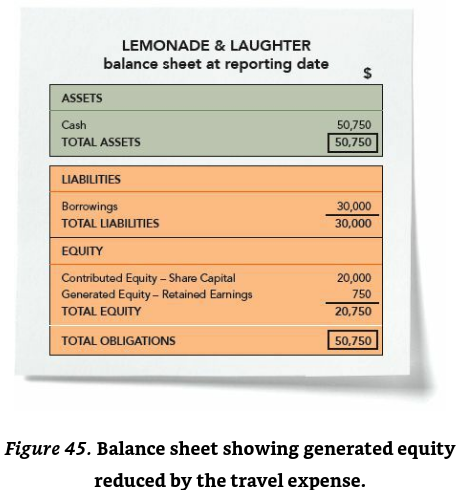 LEMONADE & LAUGHTER
balance sheet at reporting date
$
ASSETS
Cash 50,750
TOTAL ASSETS 50,750
LIABILITIES
Borrowings 30,000
TOTAL LIABILITIES 30,000
EQUITY
Contributed Equity – Share Capital 20,000
Generated Equity – Retained Earnings 750
TOTAL EQUITY 20,750
TOTAL OBLIGATIONS 50,750
Figure 45. Balance sheet showing generated equity
reduced by the travel expense.